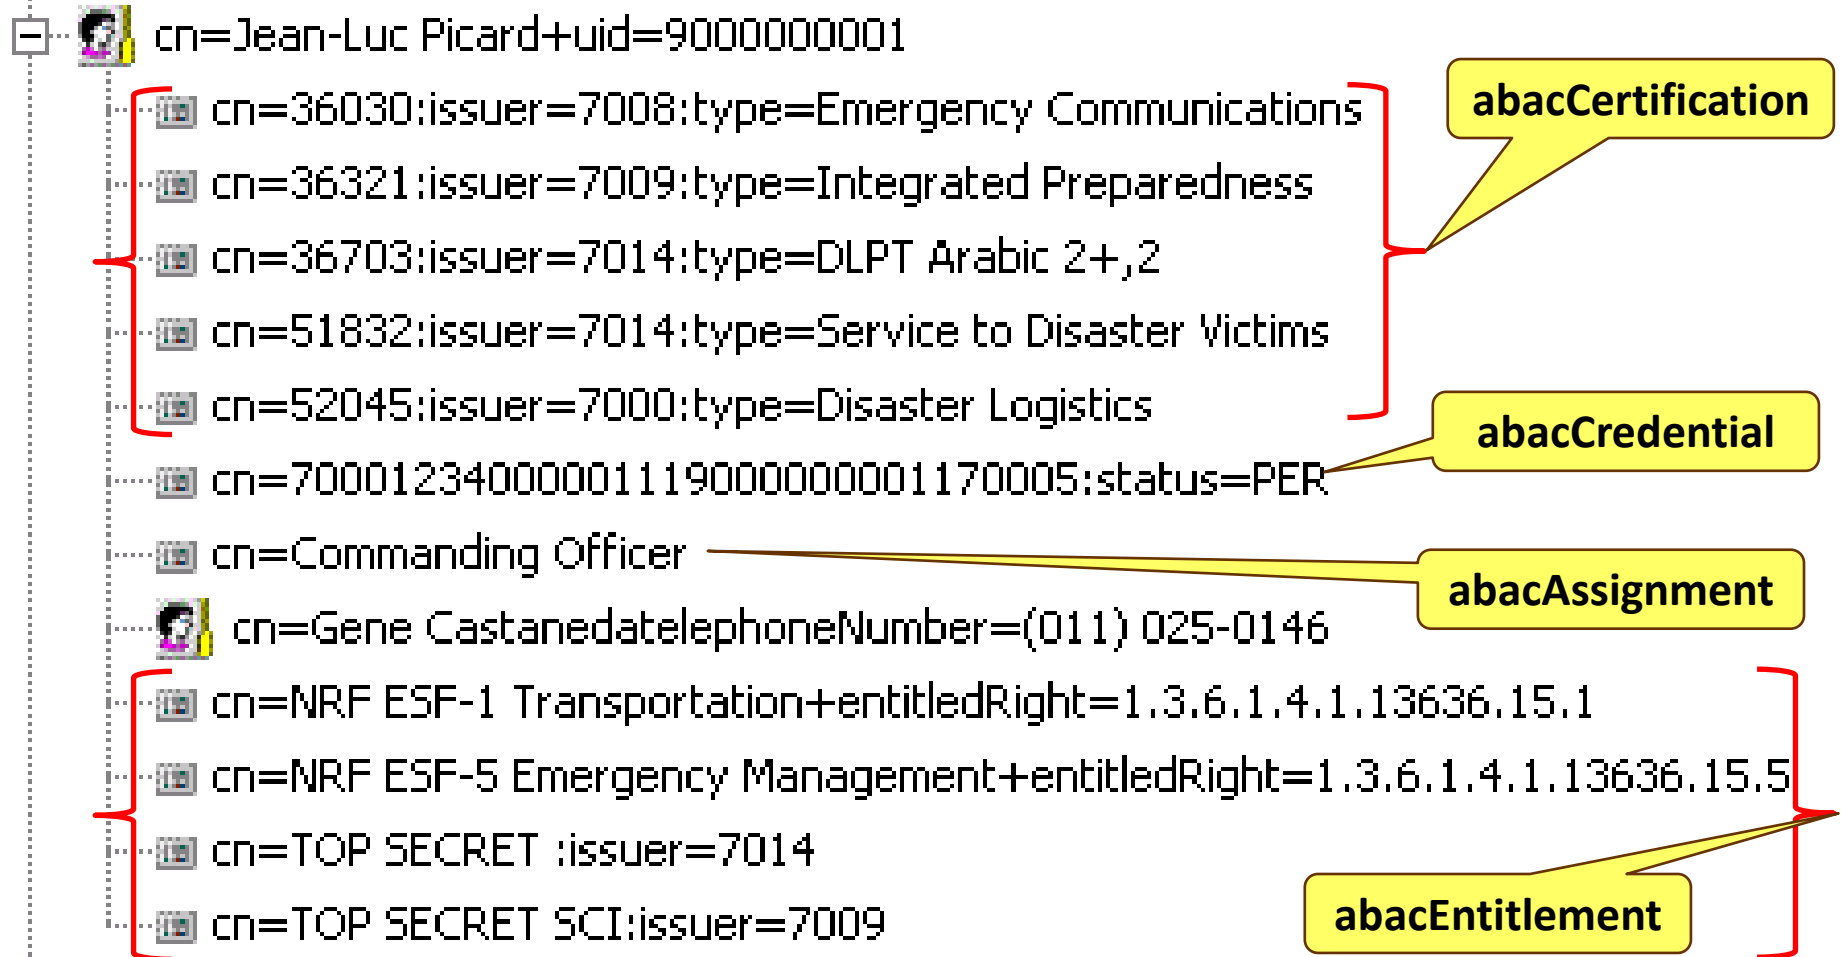 cn=Jean-Luc Picard+uid=9000000001
cn=36030:issuer=7008:type=Emergency Communications
abacCertification
cn=36321:issuer=7009:type=Integrated Preparedness
cn=36703:issuer=7014:type=DLPT Arabic 2+,2
cn=51832:issuer=7014:type=Service to Disaster Victims
cn=52045:issuer=7000:type=Disaster Logistics
abacCredential
cn=70001234000001119000000001170005:status=PER
cn=Commanding Officer
abacAssignment
cn=Gene CastanedatelephoneNumber=(011) 025-0146
cn=NRF ESF-1 Transportation+entitledRight=1.3.6.1.4.1.13636.15.1
cn=NRF ESF-5 Emergency Management+entitledRight=1.3.6.1.4.1.13636.15.5
cn=TOP SECRET :issuer=7014
cn=TOP SECRET SCI:issuer=7009
abacEntitlement